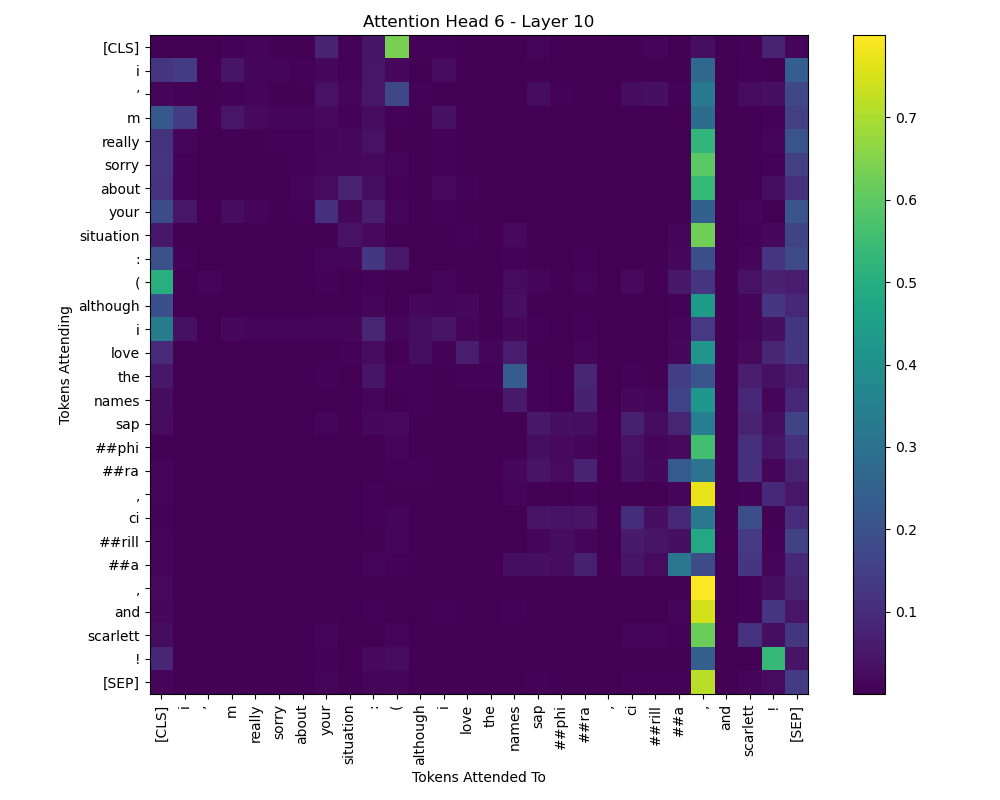 Attention Head 6 - Layer 10
[CLS]
i
'
m
really
sorry
about
your
situation
:
(
although
i
love
the
names
sap
##phi
##ra
,
ci
##rill
##a
,
and
scarlett
!
[SEP]
Tokens Attending
[CLS]
i
'
m
really
sorry
about
your
situation
:
(
although
i
love
the
names
sap
##phi
##ra
,
ci
##rill
##a
,
and
scarlett
!
[SEP]
Tokens Attended To
0.7
0.6
0.5
0.4
0.3
0.2
0.1